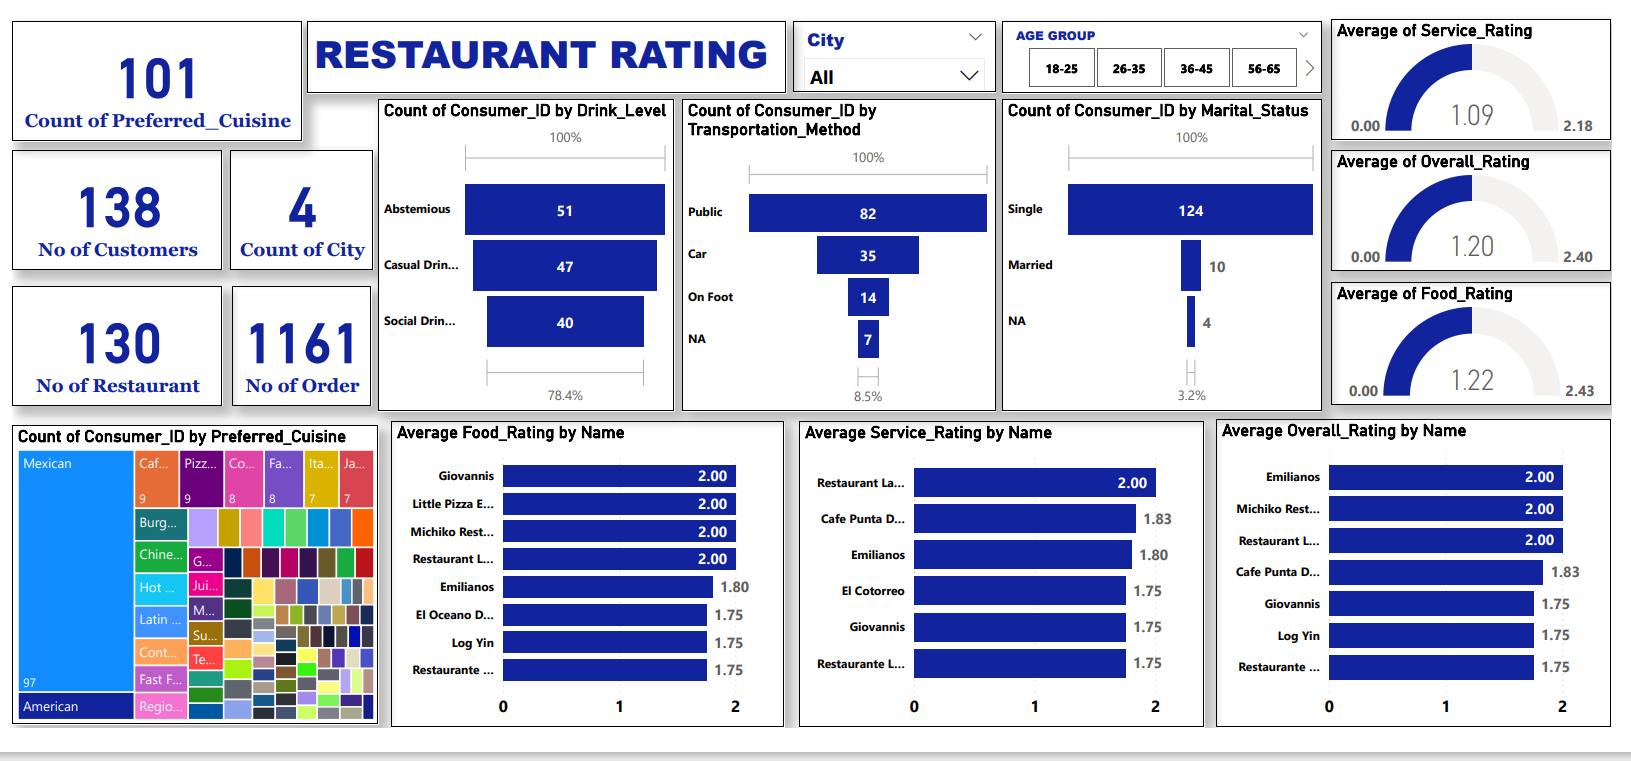 101
Count of Preferred_Cuisine
RESTAURANT RATING
City
All
AGE GROUP
18-25
26-35
36-45
56-65
138
No of Customers
4
Count of City
130
No of Restaurant
1161
No of Order
Count of Consumer_ID by Drink_Level
100%
Abstemious
51
Casual Drin...
47
Social Drin...
40
78.4%
Count of Consumer_ID by
Transportation_Method
100%
Public
82
Car
35
On Foot
14
NA
7
8.5%
Count of Consumer_ID by Marital_Status
100%
Single
124
Married
10
NA
4
3.2%
Average of Service_Rating
1.09
0.00
2.18
Average of Overall_Rating
1.20
0.00
2.40
Average of Food_Rating
1.22
0.00
2.43
Count of Consumer_ID by Preferred_Cuisine
Mexican
97
American
Caf...
9
Pizz...
9
Co...
8
Fa...
8
Ita...
7
Ja...
7
Burg...
Chine...
Hot ...
Latin ...
Cont...
Fast F...
Regio...
G...
Jui...
M...
Su...
Te...
Average Food_Rating by Name
Giovannis
2.00
Little Pizza E...
2.00
Michiko Rest...
2.00
Restaurant L...
2.00
Emilianos
1.80
El Oceano D...
1.75
Log Yin
1.75
Restaurante ...
1.75
0
1
2
Average Service_Rating by Name
Restaurant La...
2.00
Cafe Punta D...
1.83
Emilianos
1.80
El Cotorreo
1.75
Giovannis
1.75
Restaurante L...
1.75
0
1
2
Average Overall_Rating by Name
Emilianos
2.00
Michiko Rest...
2.00
Restaurant L...
2.00
Cafe Punta D...
1.83
Giovannis
1.75
Log Yin
1.75
Restaurante ...
1.75
0
1
2